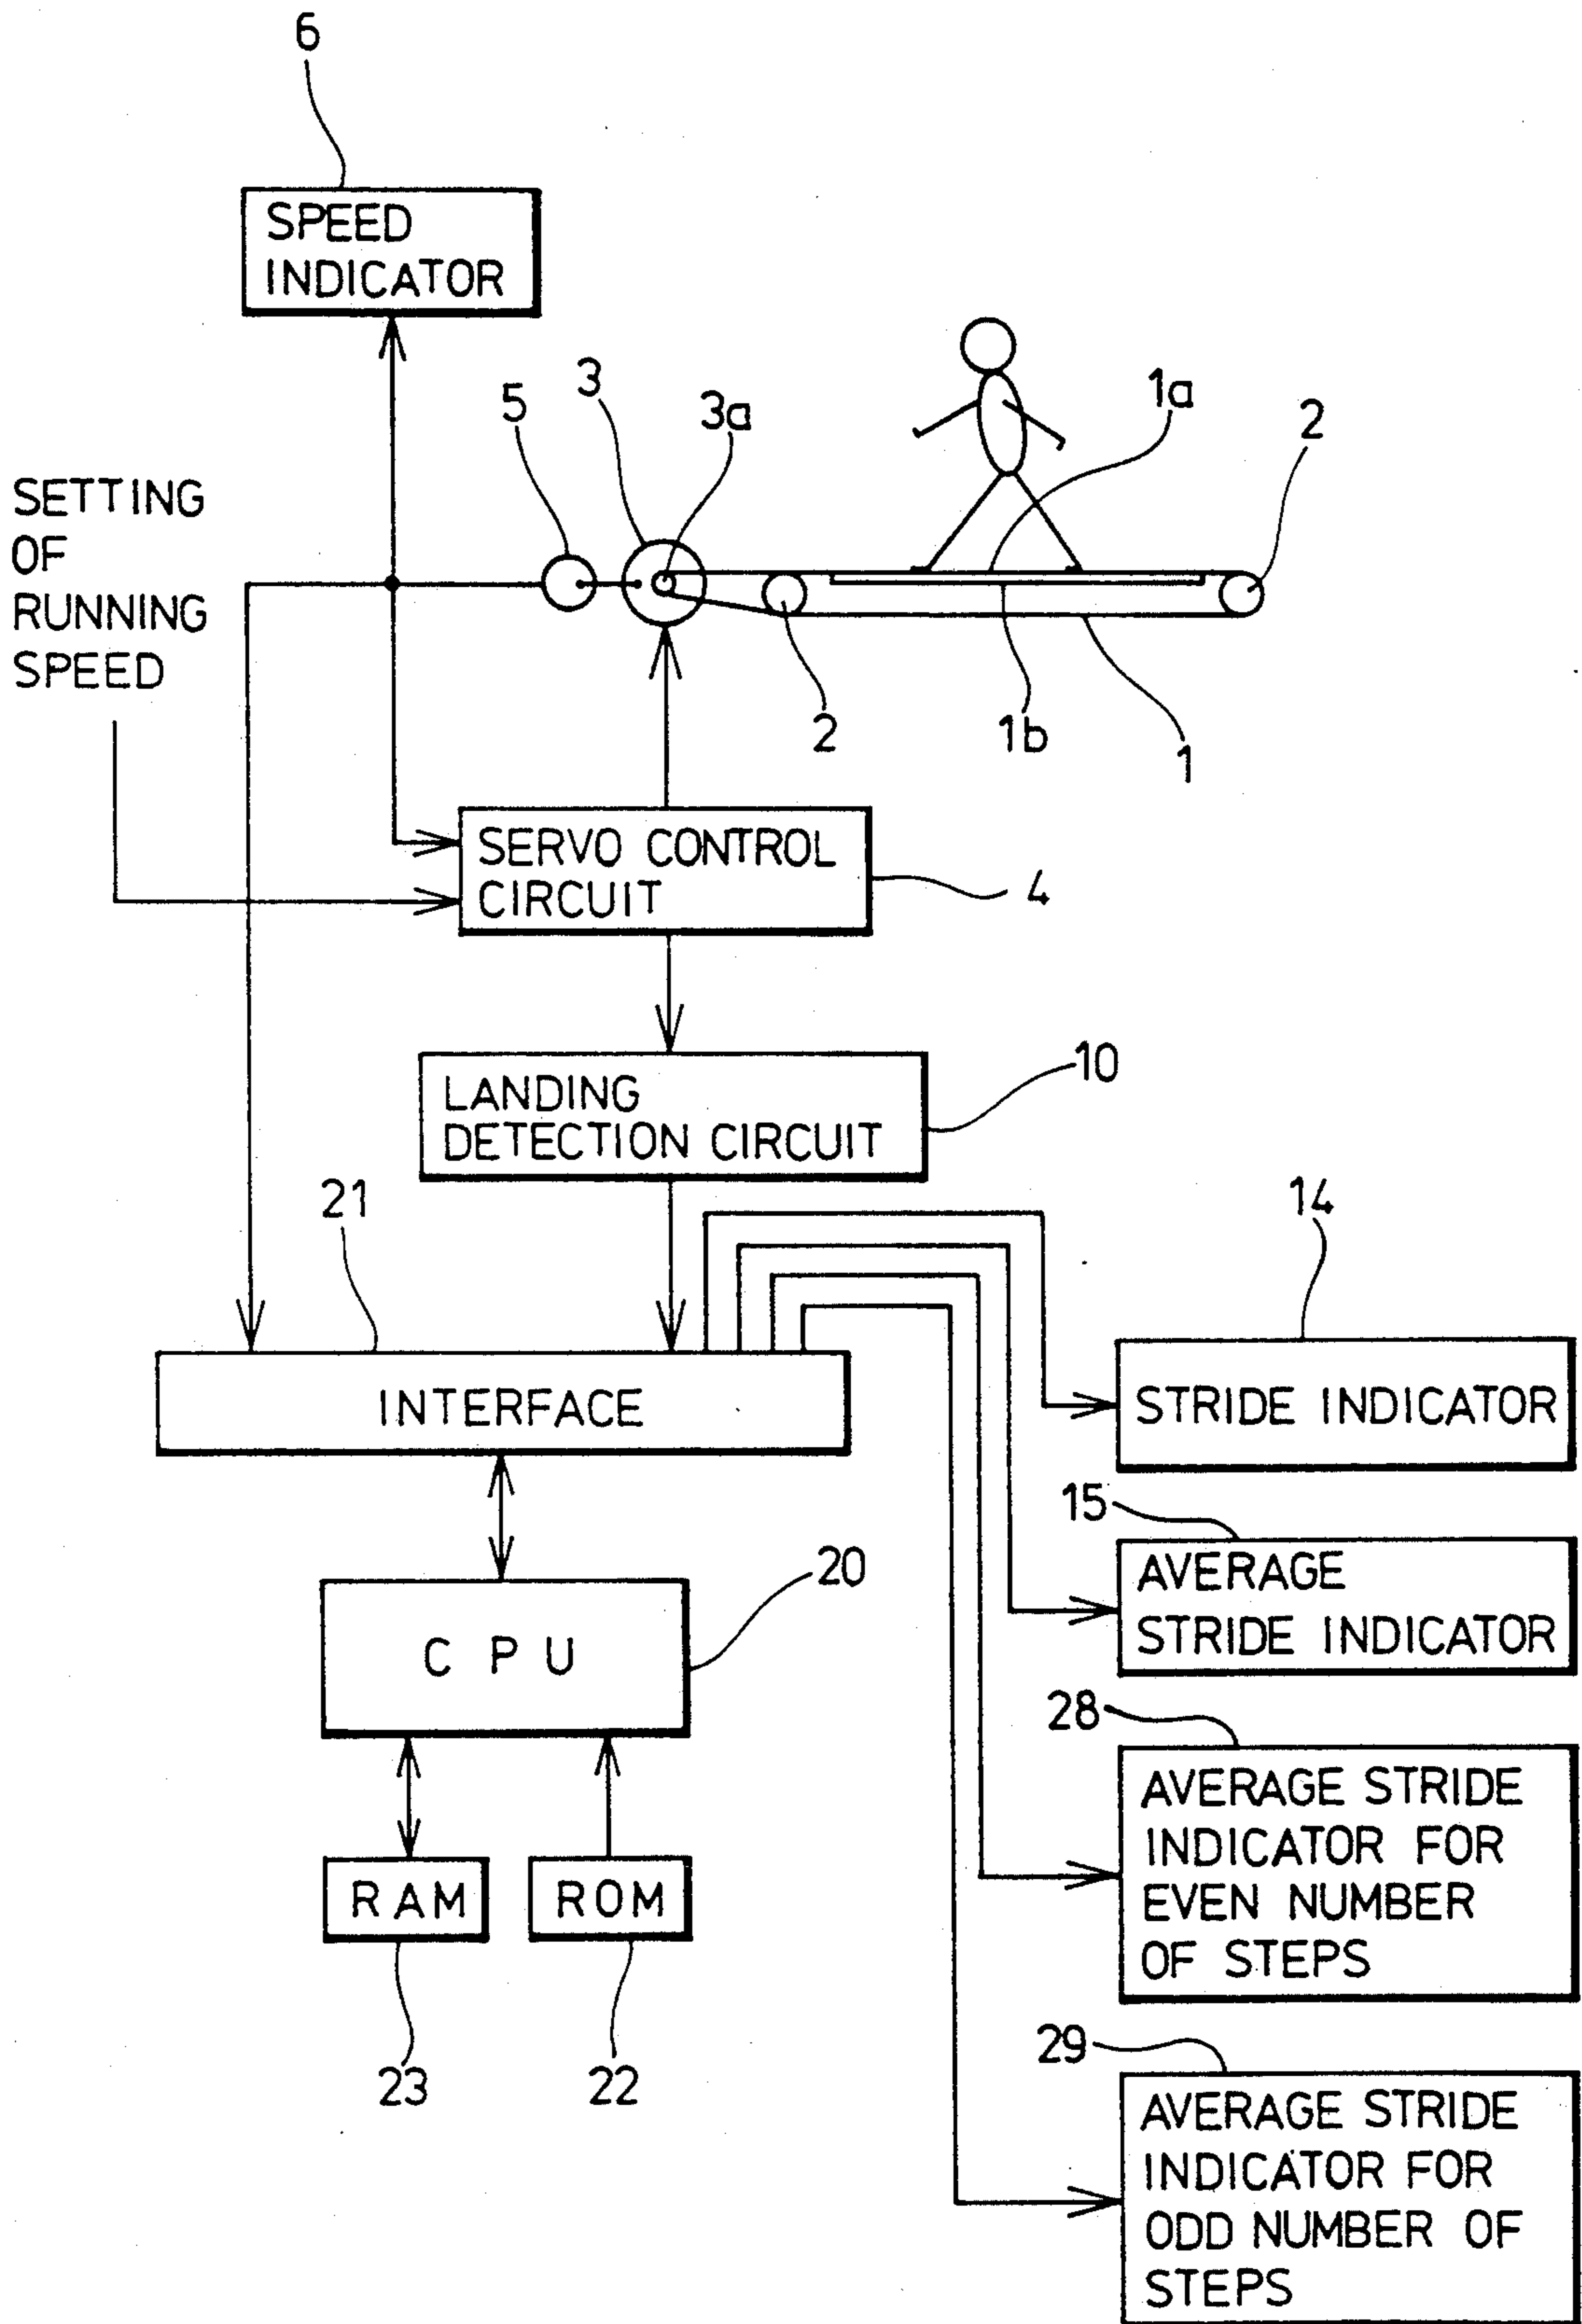 6
SPEED
INDICATOR
5
3
3a
1a
2
SETTING
OF
RUNNING
SPEED
2
1b
1
SERVO CONTROL
CIRCUIT
4
LANDING
DETECTION CIRCUIT
10
21
INTERFACE
14
STRIDE INDICATOR
15
AVERAGE
STRIDE INDICATOR
CPU
20
28
AVERAGE STRIDE
INDICATOR FOR
EVEN NUMBER
OF STEPS
RAM
ROM
23
22
29
AVERAGE STRIDE
INDICATOR FOR
ODD NUMBER OF
STEPS